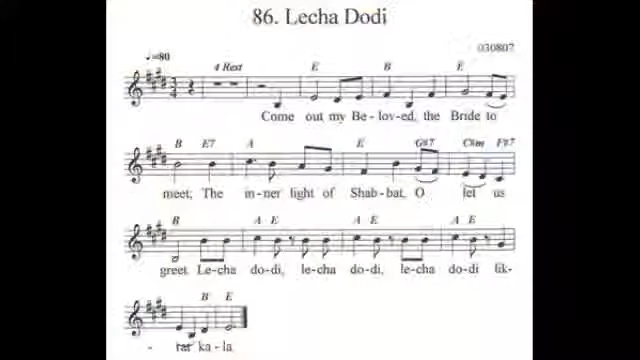 86. Lecha Dodi
030807
♩=80
4 Rest E B E
Come out my Be-lov-ed, the Bride to
B E7 A E G#7 C#m F#7
meet; The in-ner light of Shab-bat, O let us
B A E A E A E
greet. Le-cha do-di, le-cha do-di, le-cha do-di lik-
B E
- rat ka-la